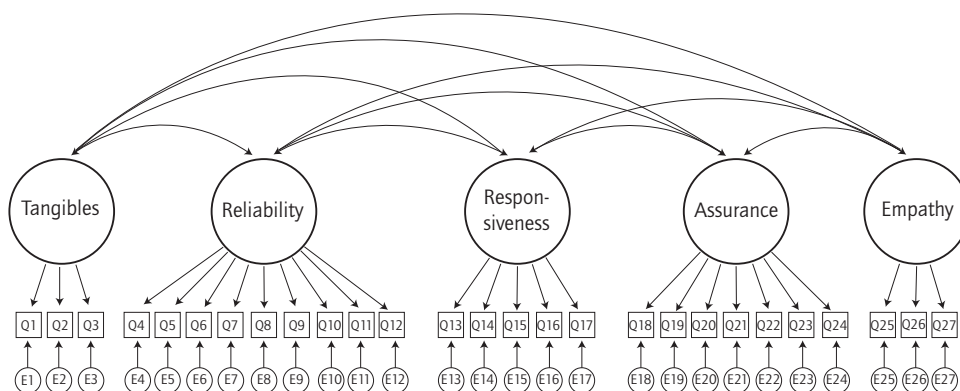 Tangibles
Reliability
Respon-
siveness
Assurance
Empathy
Q1 Q2 Q3 Q4 Q5 Q6 Q7 Q8 Q9 Q10 Q11 Q12 Q13 Q14 Q15 Q16 Q17 Q18 Q19 Q20 Q21 Q22 Q23 Q24 Q25 Q26 Q27
E1 E2 E3 E4 E5 E6 E7 E8 E9 E10 E11 E12 E13 E14 E15 E16 E17 E18 E19 E20 E21 E22 E23 E24 E25 E26 E27